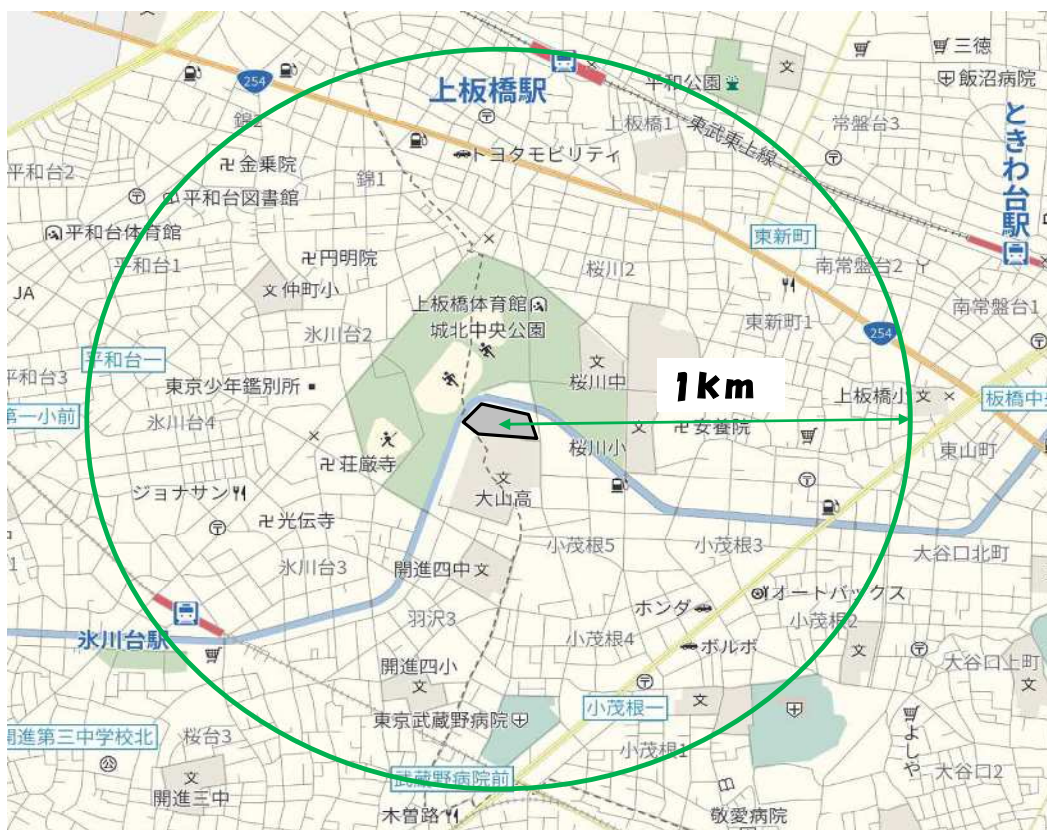 254
三徳
飯沼病院
上板橋駅
平和公園
錦2
上板橋1
東武東上線
常盤台3
ときわ台駅
平和台2
金乗院
トヨタモビリティ
錦1
平和台図書館
平和台体育館
平和台1
円明院
東新町
桜川2
南常盤台2
JA
仲町小
上板橋体育館
城北中央公園
氷川台2
東新町1
南常盤台1
254
平和台一
平和台3
東京少年鑑別所
桜川中
1km
上板橋小
第一小前
氷川台4
安養院
板橋中央
桜川小
東山町
荘厳寺
大山高
ジョナサン
光伝寺
小茂根5
小茂根3
大谷口北町
氷川台3
開進四中
オートバックス
羽沢3
ホンダ
小茂根2
氷川台駅
小茂根4
ボルボ
開進四小
大谷口上町
東京武蔵野病院
小茂根一
開進第三中学校北
桜台3
小茂根1
よしや
武蔵野病院前
大谷口2
開進三中
木曽路
敬愛病院